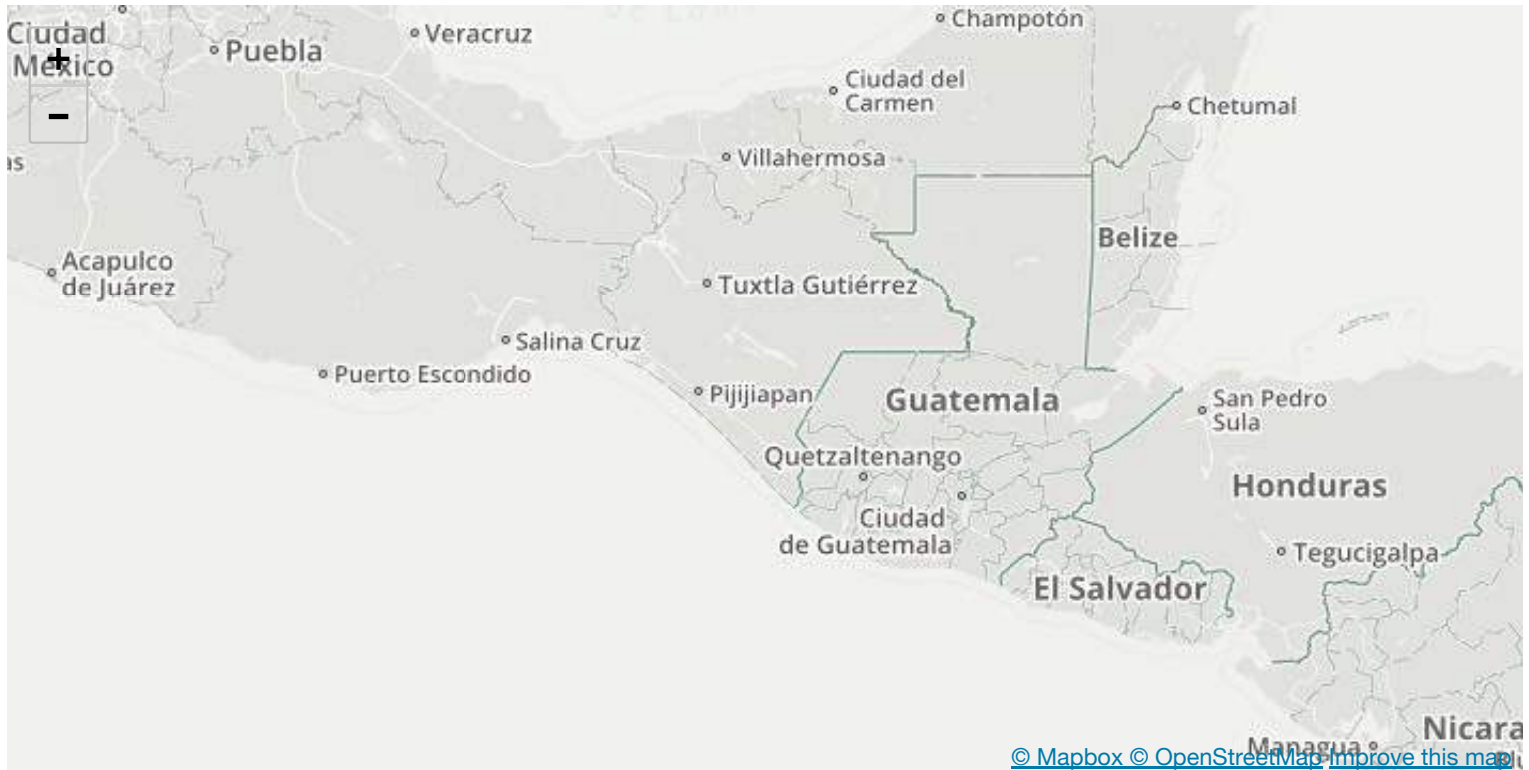 Champotón
Ciudad
México
+
Puebla
Veracruz
Ciudad del
Carmen
Chetumal
−
Villahermosa
as
Belize
Acapulco
de Juárez
Tuxtla Gutiérrez
Salina Cruz
Puerto Escondido
Pijijiapan
Guatemala
San Pedro
Sula
Quetzaltenango
Honduras
Ciudad
de Guatemala
Tegucigalpa
El Salvador
Nicara
Managua
© Mapbox © OpenStreetMap Improve this map